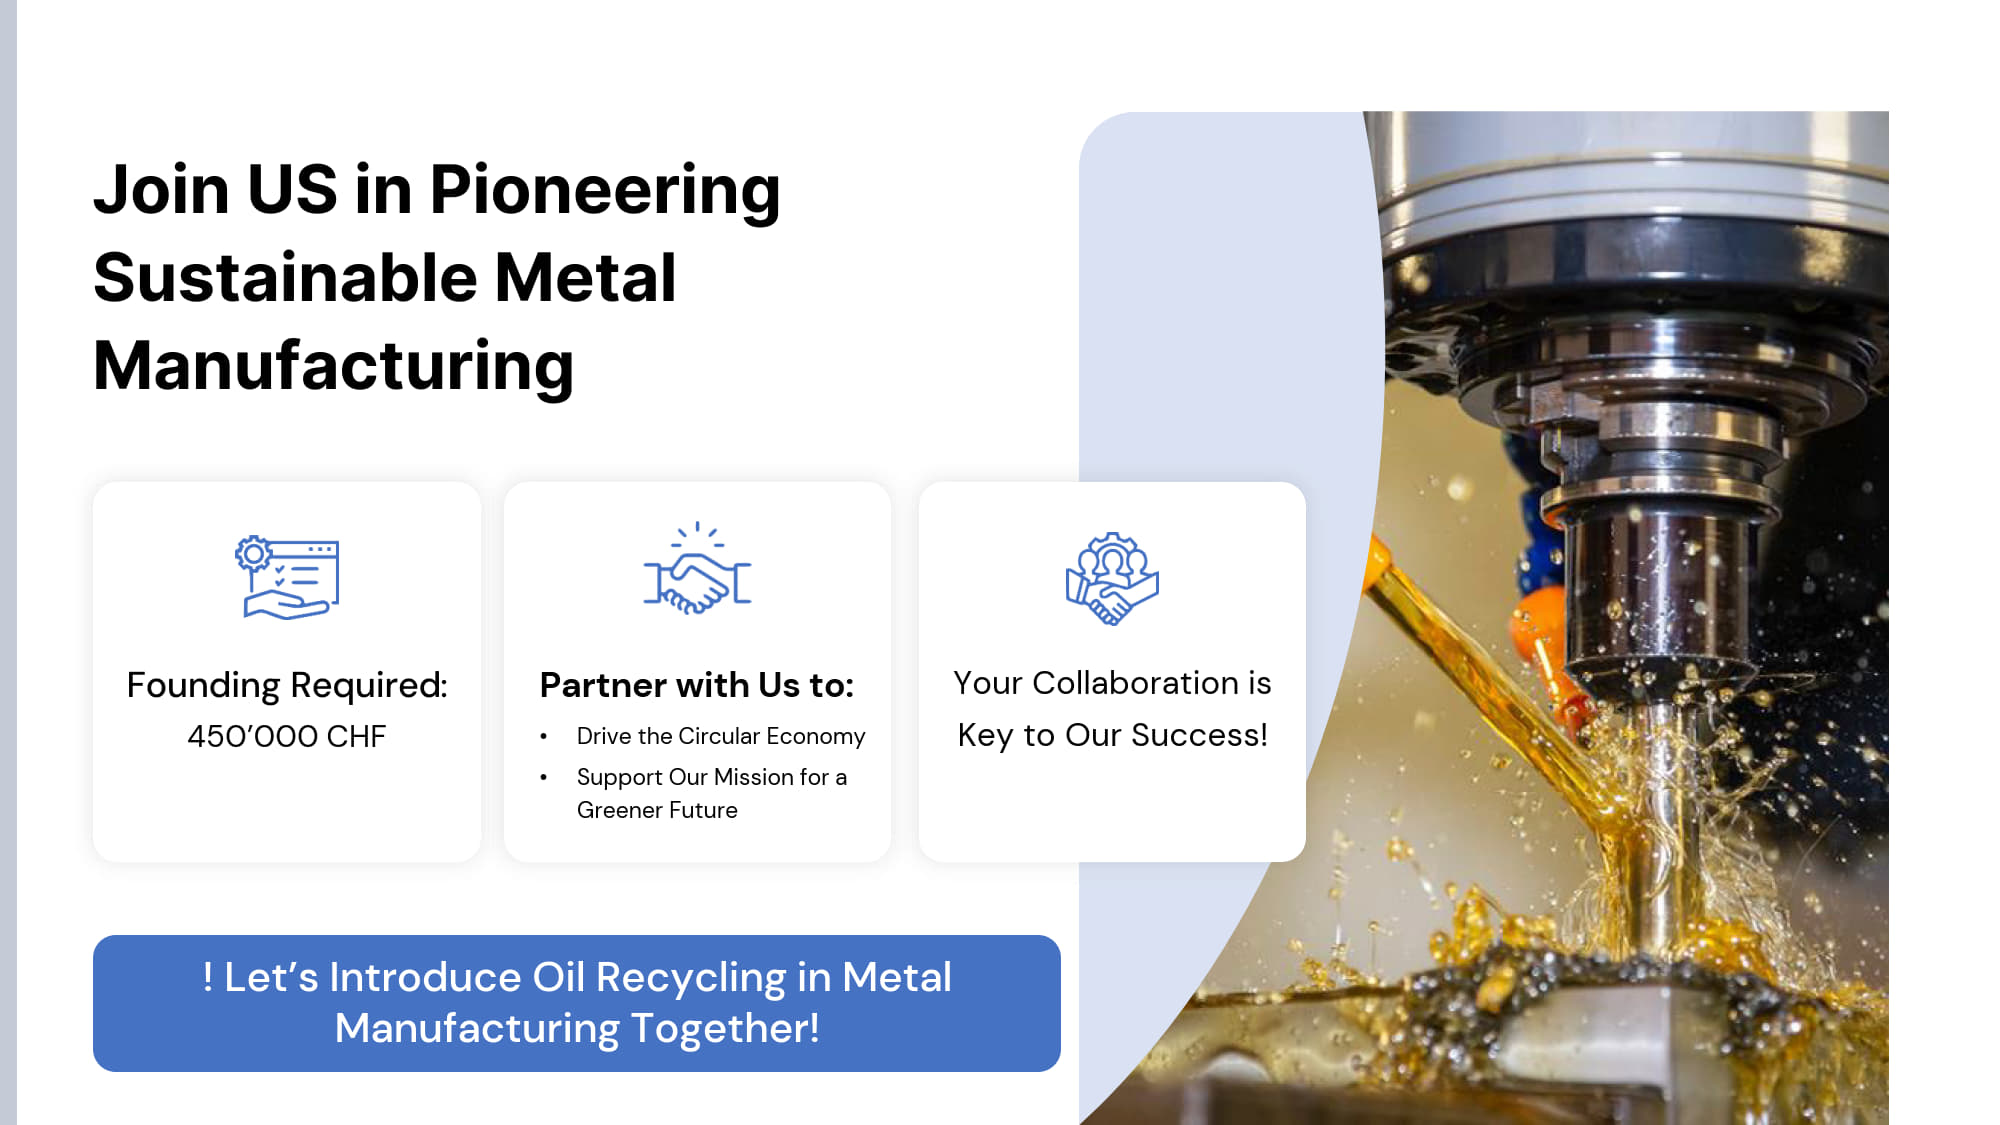 Join US in Pioneering
Sustainable Metal
Manufacturing
Founding Required:
450’000 CHF
Partner with Us to:
• Drive the Circular Economy
• Support Our Mission for a
Greener Future
Your Collaboration is
Key to Our Success!
! Let’s Introduce Oil Recycling in Metal
Manufacturing Together!